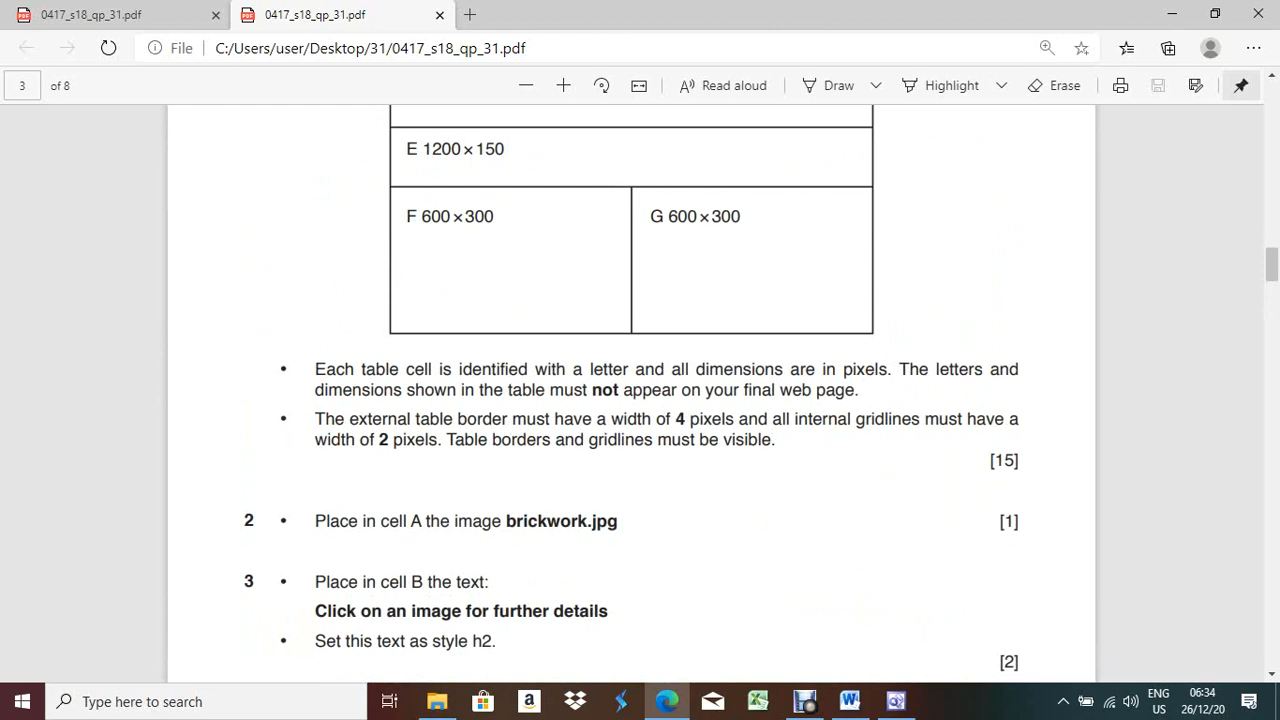 0417_s18_qp_31.pdf
0417_s18_qp_31.pdf
File
C:/Users/user/Desktop/31/0417_s18_qp_31.pdf
3 of 8
Read aloud
Draw
Highlight
Erase
E 1200×150
F 600×300
G 600×300
• Each table cell is identified with a letter and all dimensions are in pixels. The letters and
dimensions shown in the table must not appear on your final web page.
• The external table border must have a width of 4 pixels and all internal gridlines must have a
width of 2 pixels. Table borders and gridlines must be visible.
[15]
2 • Place in cell A the image brickwork.jpg [1]
3 • Place in cell B the text:
Click on an image for further details
• Set this text as style h2.
[2]
Type here to search
ENG
US
06:34
26/12/20